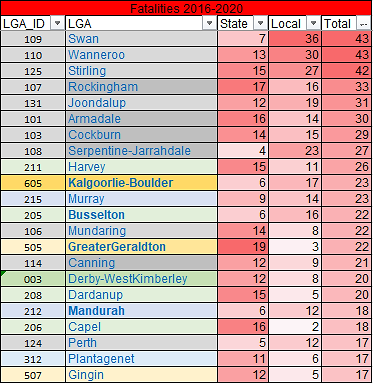 Fatalities 2016-2020
LGA_ID LGA State Local Total
109 Swan 7 36 43
110 Wanneroo 13 30 43
125 Stirling 15 27 42
107 Rockingham 17 16 33
131 Joondalup 12 19 31
101 Armadale 16 14 30
103 Cockburn 14 15 29
108 Serpentine-Jarrahdale 4 23 27
211 Harvey 15 11 26
605 Kalgoorlie-Boulder 6 17 23
215 Murray 9 14 23
205 Busselton 6 16 22
106 Mundaring 14 8 22
505 GreaterGeraldton 19 3 22
114 Canning 12 9 21
003 Derby-WestKimberley 12 8 20
208 Dardanup 15 5 20
212 Mandurah 6 12 18
206 Capel 16 2 18
124 Perth 5 12 17
312 Plantagenet 11 6 17
507 Gingin 12 5 17